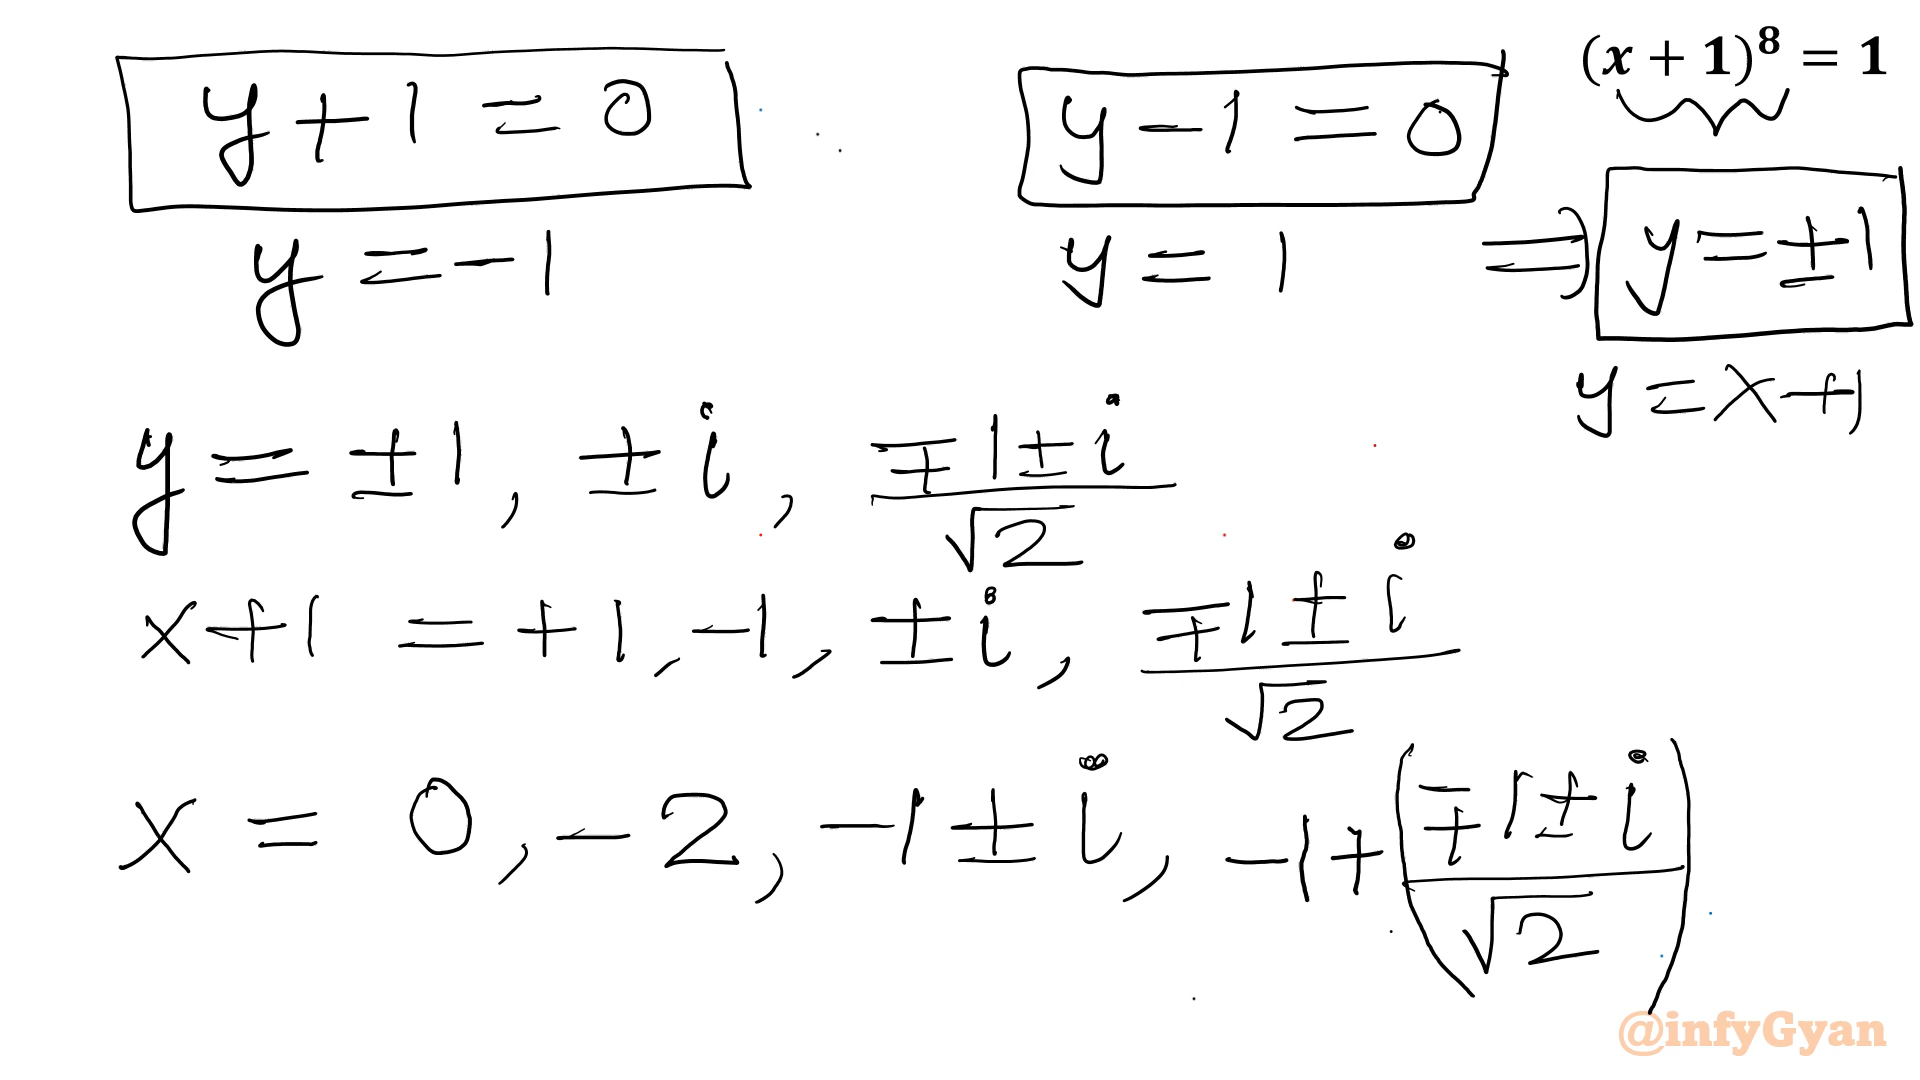 (x + 1)⁸ = 1
y + 1 = 0
y − 1 = 0
y = −1
y = 1 ⇒ y = ±1
y = x + 1
y = ±1, ±i, (∓1 ± i)/√2
x + 1 = +1, −1, ±i, (∓1 ± i)/√2
x = 0, −2, −1 ± i, −1 + ((∓1 ± i)/√2)
@infyGyan